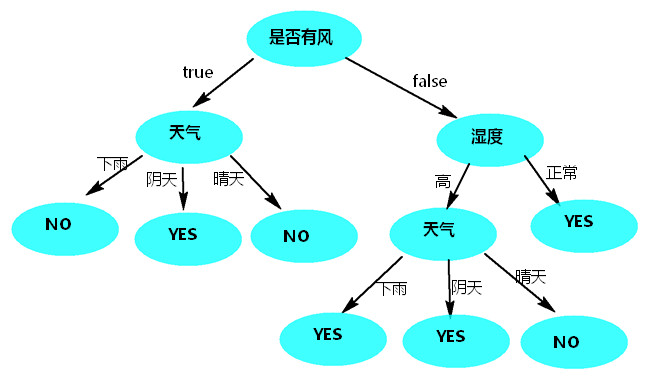 是否有风
true
false
天气
湿度
下雨
阴天
晴天
高
正常
NO
YES
NO
天气
YES
下雨
阴天
晴天
YES
YES
NO